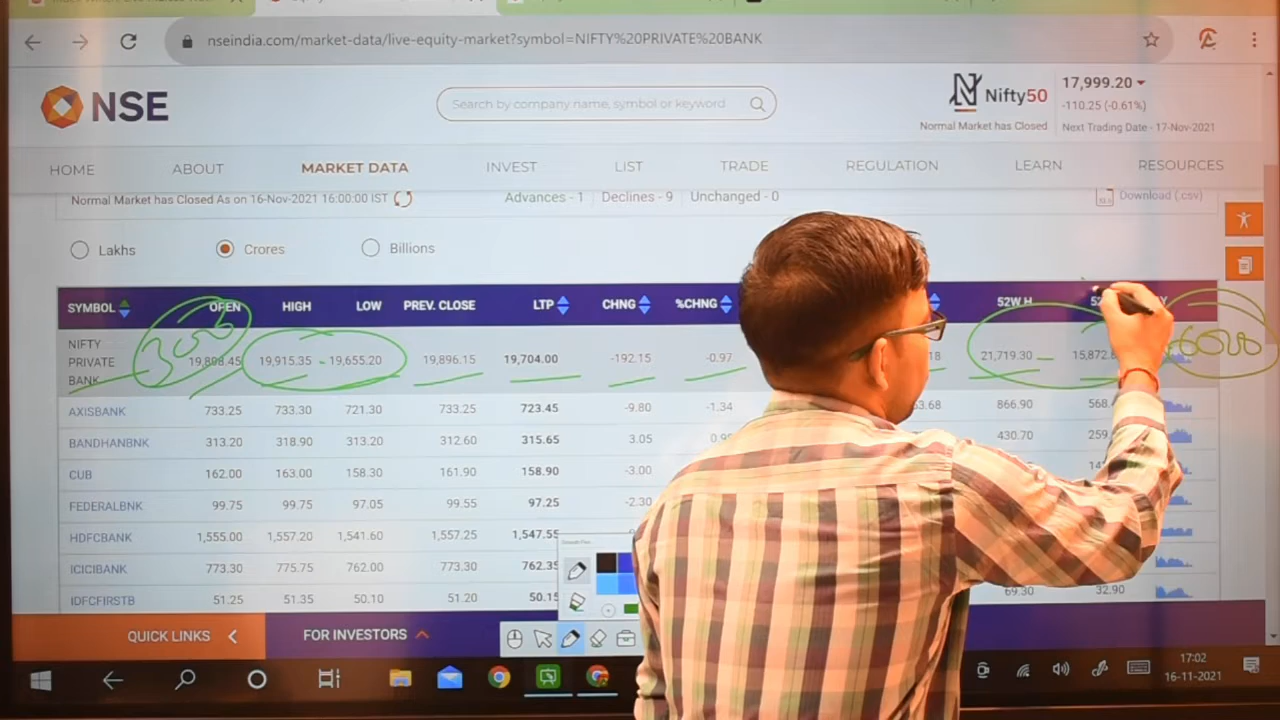 nseindia.com/market-data/live-equity-market?symbol=NIFTY%20PRIVATE%20BANK
NSE
Search by company name, symbol or keyword
Nifty50
17,999.20
-110.25 (-0.61%)
Normal Market has Closed
Next Trading Date - 17-Nov-2021
HOME ABOUT MARKET DATA INVEST LIST TRADE REGULATION LEARN RESOURCES
Normal Market has Closed As on 16-Nov-2021 16:00:00 IST Advances - 1 Declines - 9 Unchanged - 0 Download (.csv)
Lakhs Crores Billions
SYMBOL OPEN HIGH LOW PREV. CLOSE LTP CHNG %CHNG 52W H
300
NIFTY PRIVATE BANK 19,898.45 19,915.35 - 19,655.20 19,896.15 19,704.00 -192.15 -0.97 21,719.30 6000
AXISBANK 733.25 733.30 721.30 733.25 723.45 -9.80 -1.34 866.90
BANDHANBNK 313.20 318.90 313.20 312.60 315.65 3.05 430.70
CUB 162.00 163.00 158.30 161.90 158.90 -3.00
FEDERALBNK 99.75 99.75 97.05 99.55 97.25 -2.30
HDFCBANK 1,555.00 1,557.20 1,541.60 1,557.25 1,547.55
ICICIBANK 773.30 775.75 762.00 773.30 762.35
IDFCFIRSTB 51.25 51.35 50.10 51.20 50.15 69.30 32.90
QUICK LINKS FOR INVESTORS
17:02
16-11-2021